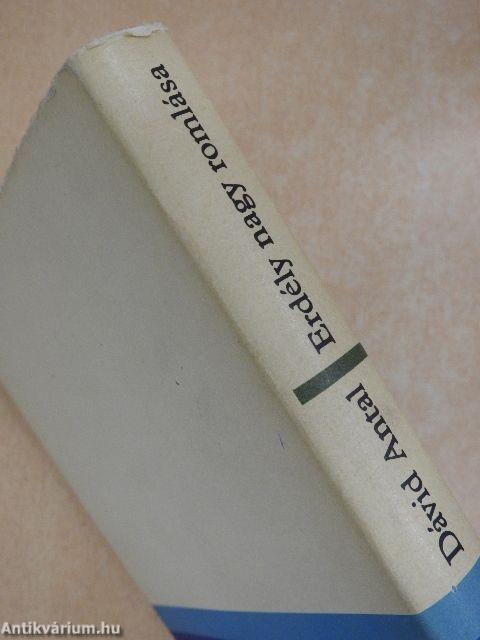 Dávid Antal
Erdély nagy romlása
Antikvárium.hu